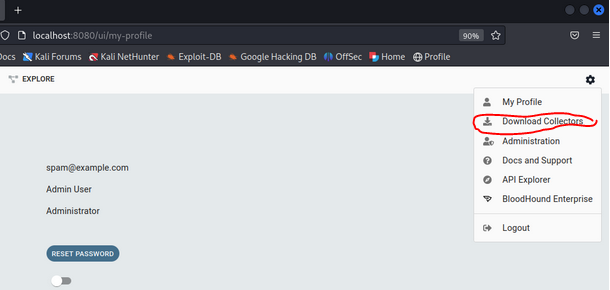 +
localhost:8080/ui/my-profile
90%
Docs
Kali Forums
Kali NetHunter
Exploit-DB
Google Hacking DB
OffSec
Home
Profile
EXPLORE
My Profile
Download Collectors
Administration
Docs and Support
API Explorer
BloodHound Enterprise
Logout
spam@example.com
Admin User
Administrator
RESET PASSWORD